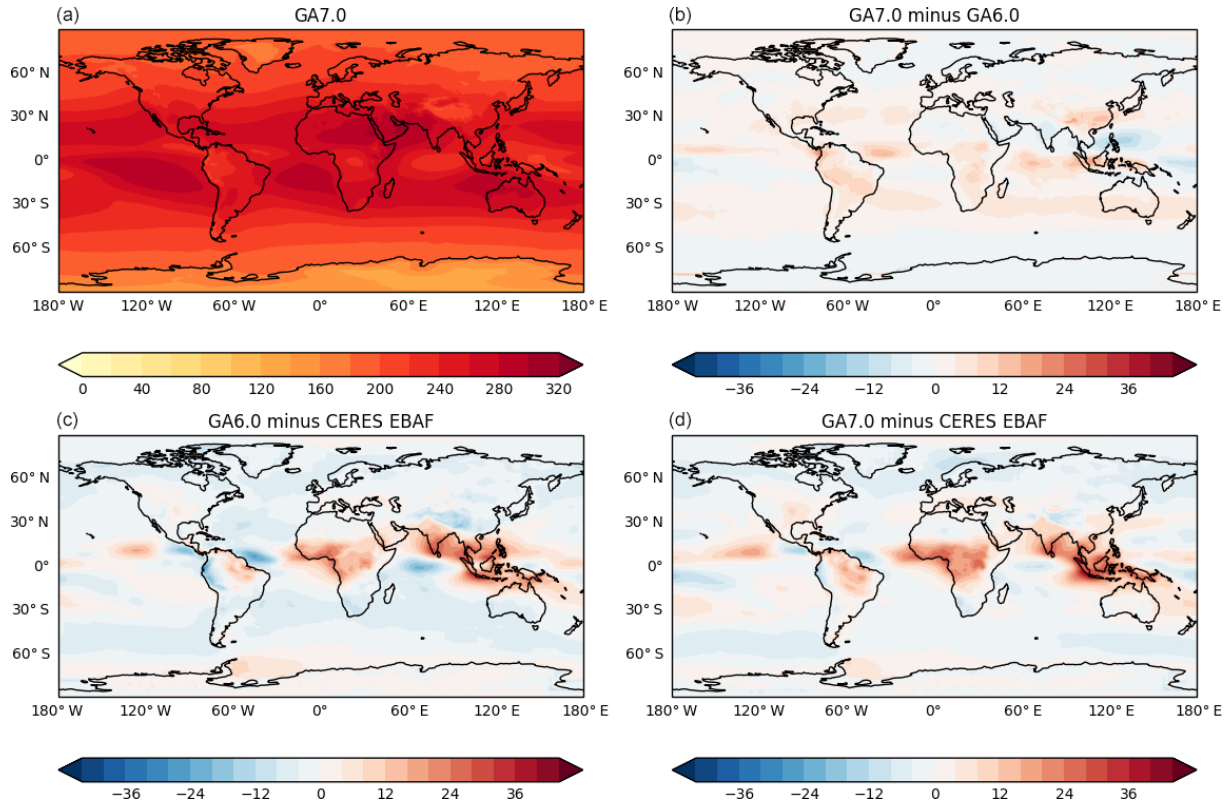 (a) GA7.0
60° N
30° N
0°
30° S
60° S
180° W 120° W 60° W 0° 60° E 120° E 180° E
0 40 80 120 160 200 240 280 320
(b) GA7.0 minus GA6.0
60° N
30° N
0°
30° S
60° S
180° W 120° W 60° W 0° 60° E 120° E 180° E
−36 −24 −12 0 12 24 36
(c) GA6.0 minus CERES EBAF
60° N
30° N
0°
30° S
60° S
180° W 120° W 60° W 0° 60° E 120° E 180° E
−36 −24 −12 0 12 24 36
(d) GA7.0 minus CERES EBAF
60° N
30° N
0°
30° S
60° S
180° W 120° W 60° W 0° 60° E 120° E 180° E
−36 −24 −12 0 12 24 36